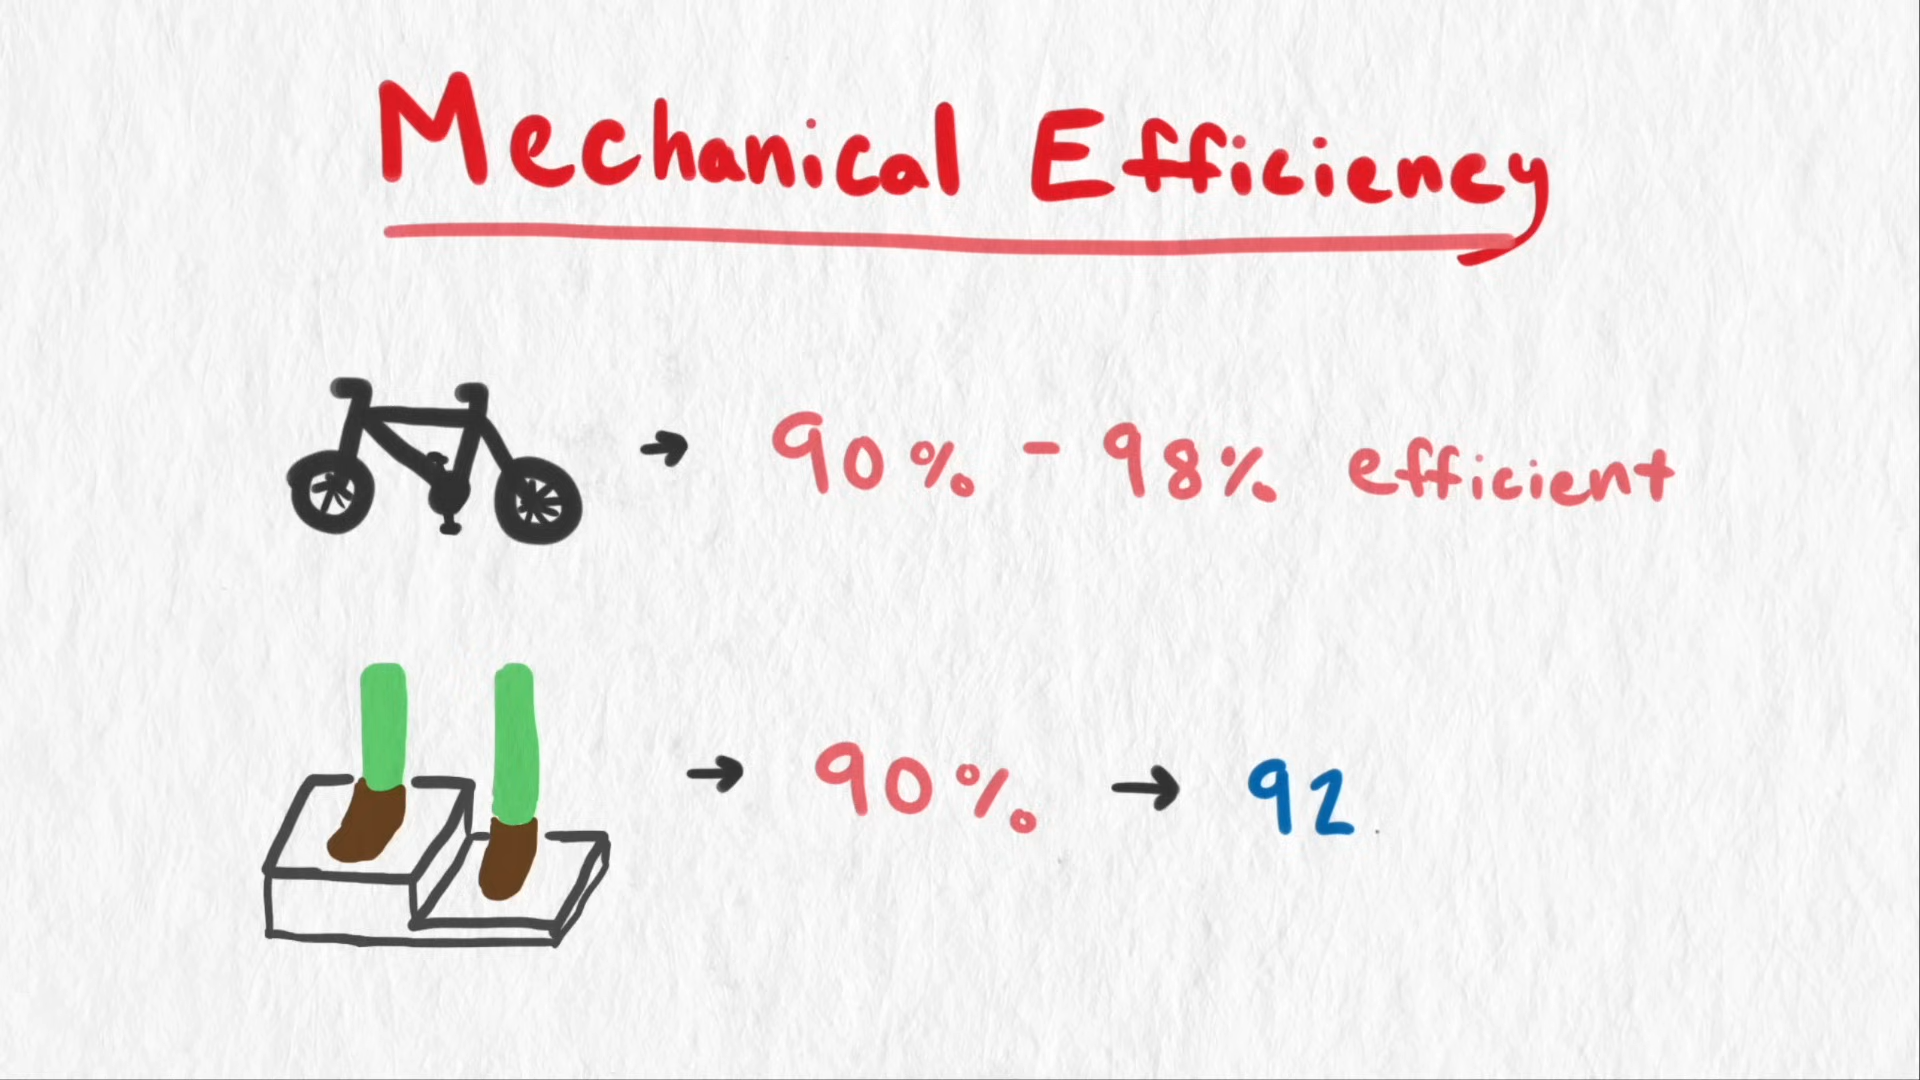 Mechanical Efficiency
→ 90% - 98% efficient
→ 90% → 92